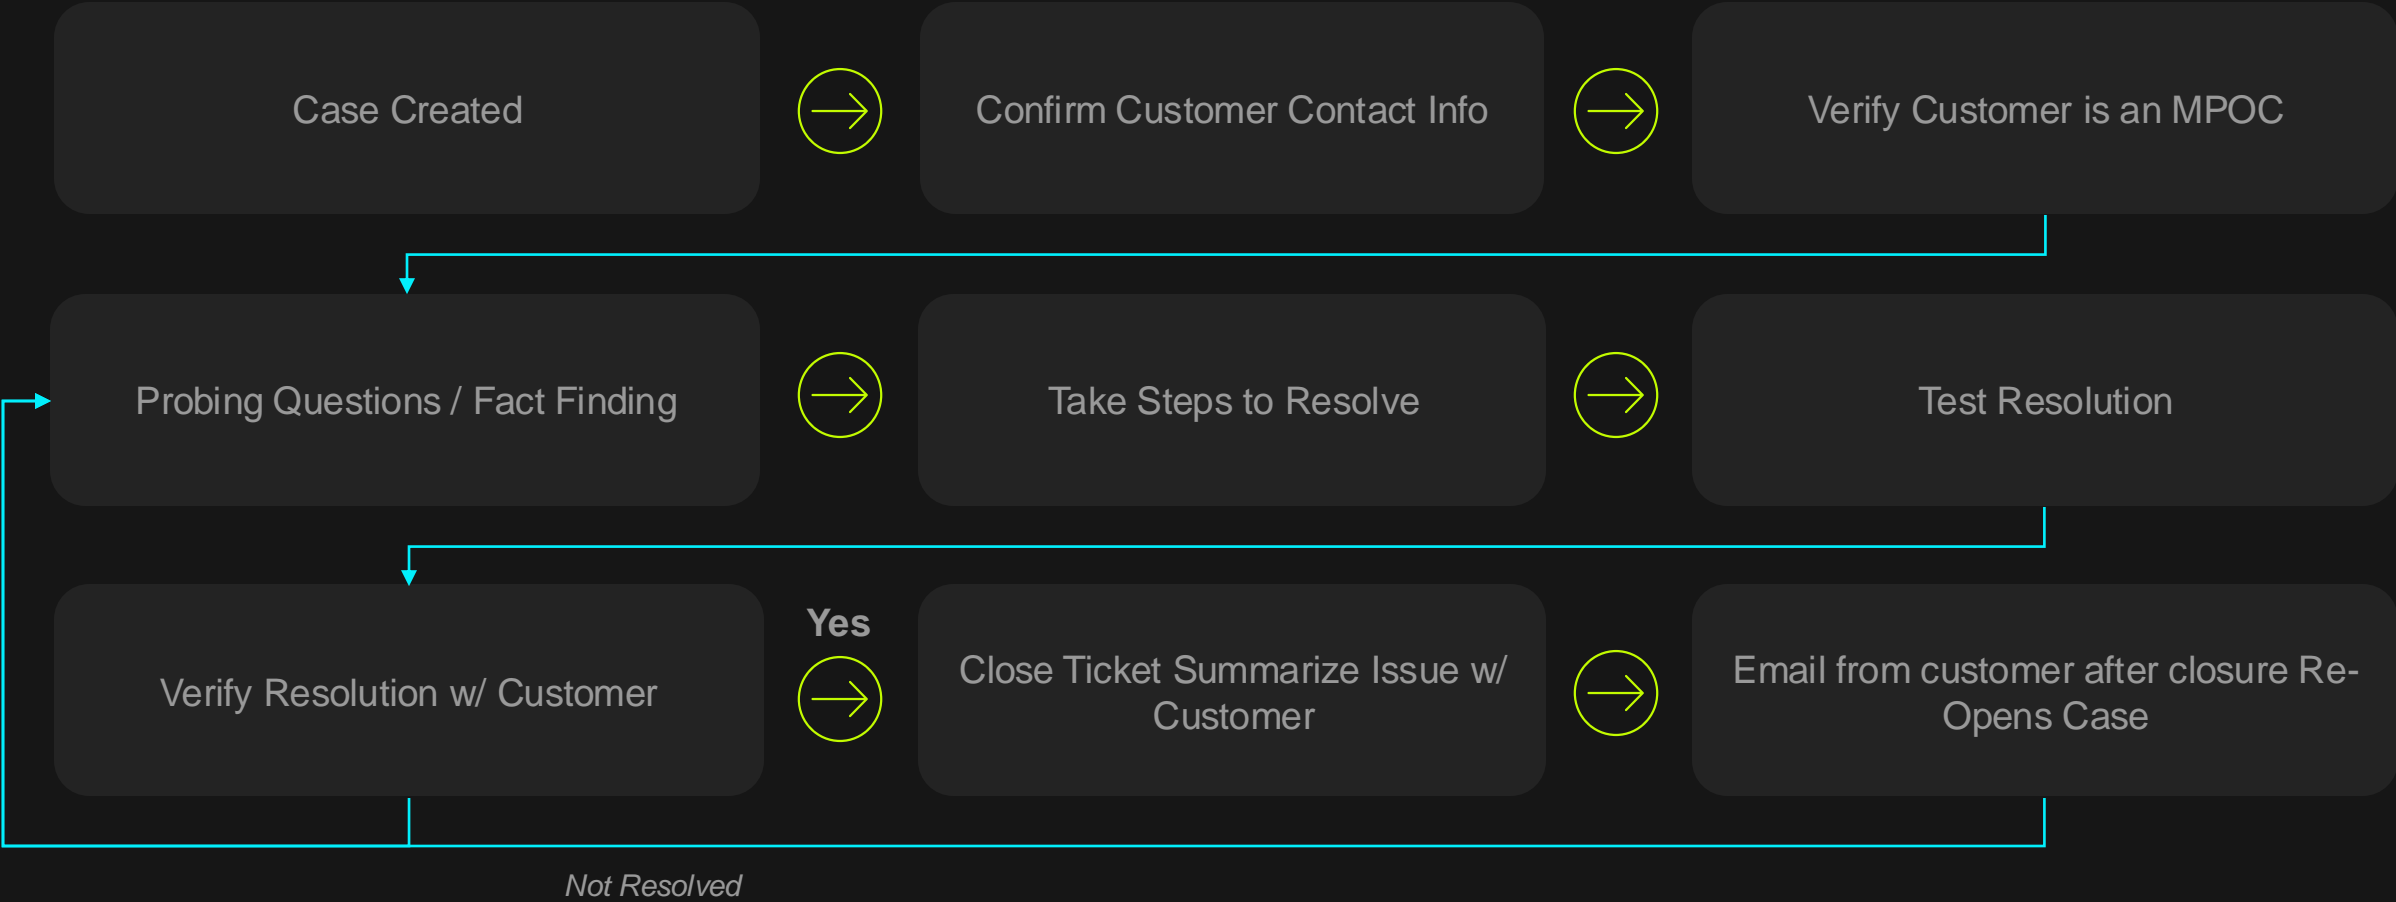 Case Created
Confirm Customer Contact Info
Verify Customer is an MPOC
Probing Questions / Fact Finding
Take Steps to Resolve
Test Resolution
Verify Resolution w/ Customer
Yes
Close Ticket Summarize Issue w/
Customer
Email from customer after closure Re-
Opens Case
Not Resolved